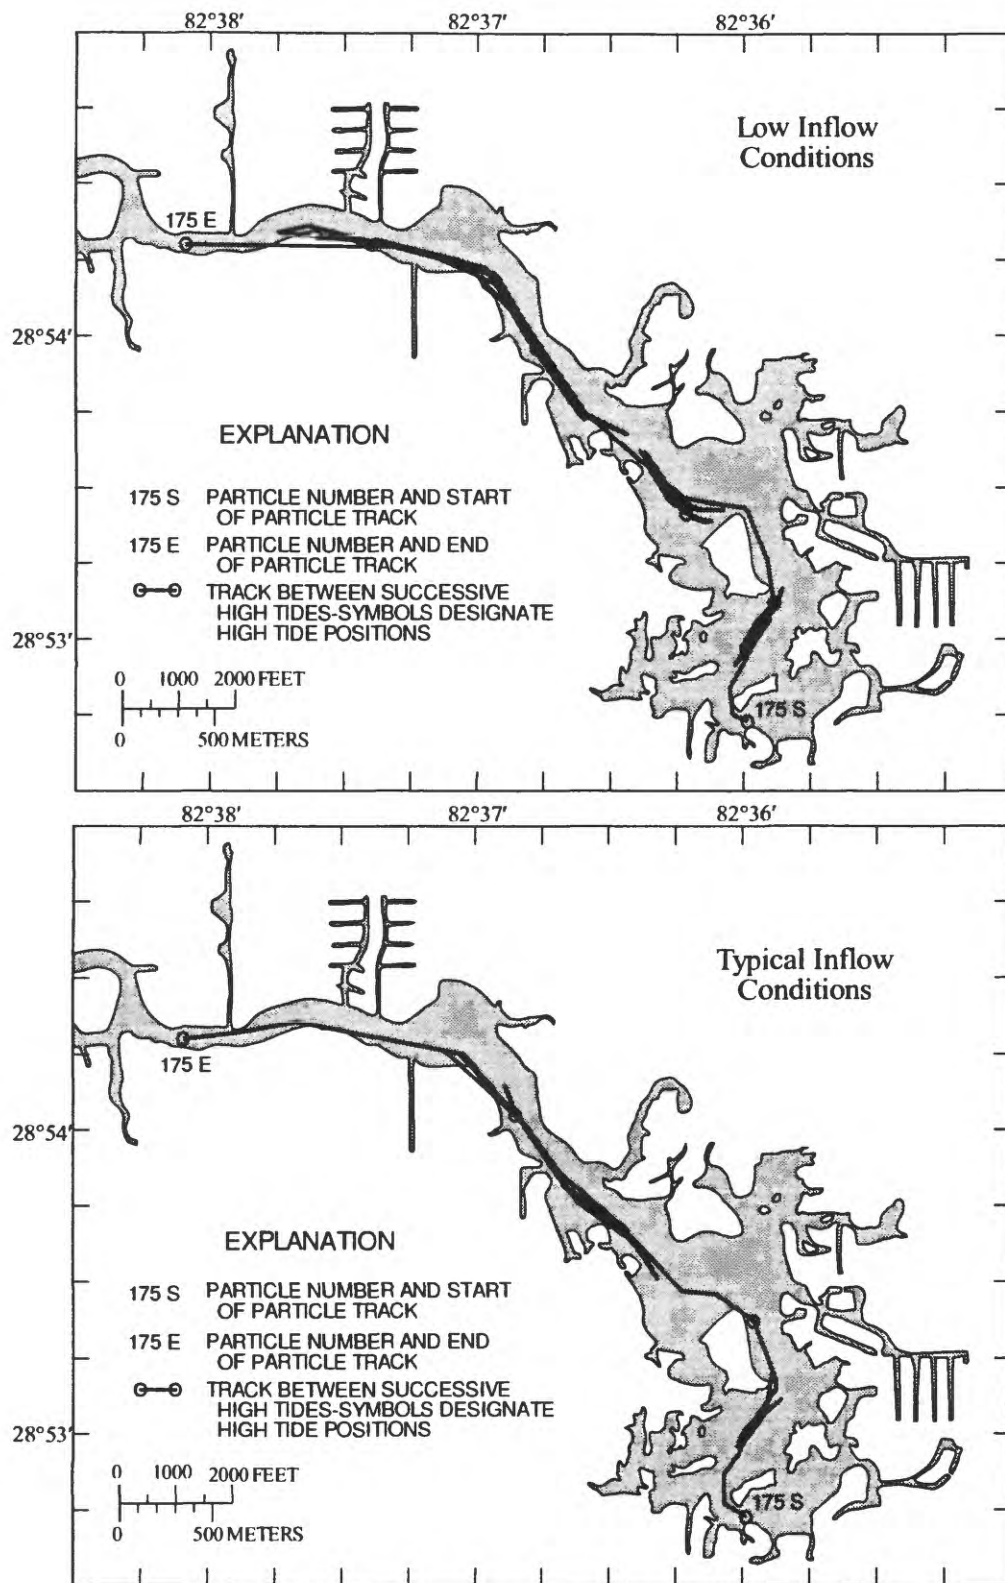 82°38′ 82°37′ 82°36′
Low Inflow
Conditions
175 E
28°54′
EXPLANATION
175 S PARTICLE NUMBER AND START
OF PARTICLE TRACK
175 E PARTICLE NUMBER AND END
OF PARTICLE TRACK
TRACK BETWEEN SUCCESSIVE
HIGH TIDES-SYMBOLS DESIGNATE
HIGH TIDE POSITIONS
28°53′
0 1000 2000 FEET
0 500 METERS
175 S
82°38′ 82°37′ 82°36′
Typical Inflow
Conditions
175 E
28°54′
EXPLANATION
175 S PARTICLE NUMBER AND START
OF PARTICLE TRACK
175 E PARTICLE NUMBER AND END
OF PARTICLE TRACK
TRACK BETWEEN SUCCESSIVE
HIGH TIDES-SYMBOLS DESIGNATE
HIGH TIDE POSITIONS
28°53′
0 1000 2000 FEET
0 500 METERS
175 S